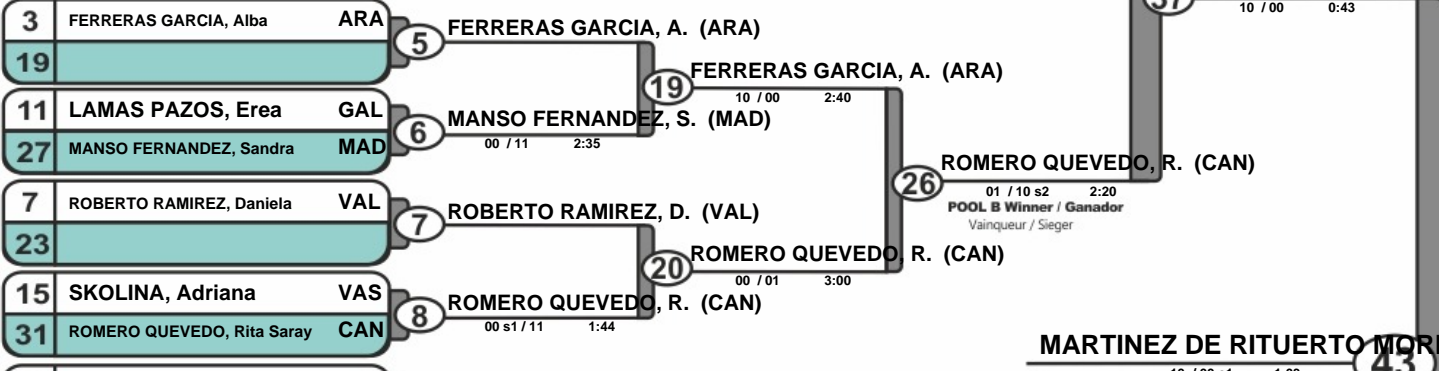 37
10 / 00 0:43
3 FERRERAS GARCIA, Alba ARA
19
5 FERRERAS GARCIA, A. (ARA)
19 FERRERAS GARCIA, A. (ARA)
10 / 00 2:40
11 LAMAS PAZOS, Erea GAL
27 MANSO FERNANDEZ, Sandra MAD
6 MANSO FERNANDEZ, S. (MAD)
00 / 11 2:35
26 ROMERO QUEVEDO, R. (CAN)
01 / 10 s2 2:20
POOL B Winner / Ganador
Vainqueur / Sieger
7 ROBERTO RAMIREZ, Daniela VAL
23
7 ROBERTO RAMIREZ, D. (VAL)
20 ROMERO QUEVEDO, R. (CAN)
00 / 01 3:00
15 SKOLINA, Adriana VAS
31 ROMERO QUEVEDO, Rita Saray CAN
8 ROMERO QUEVEDO, R. (CAN)
00 s1 / 11 1:44
MARTINEZ DE RITUERTO
43